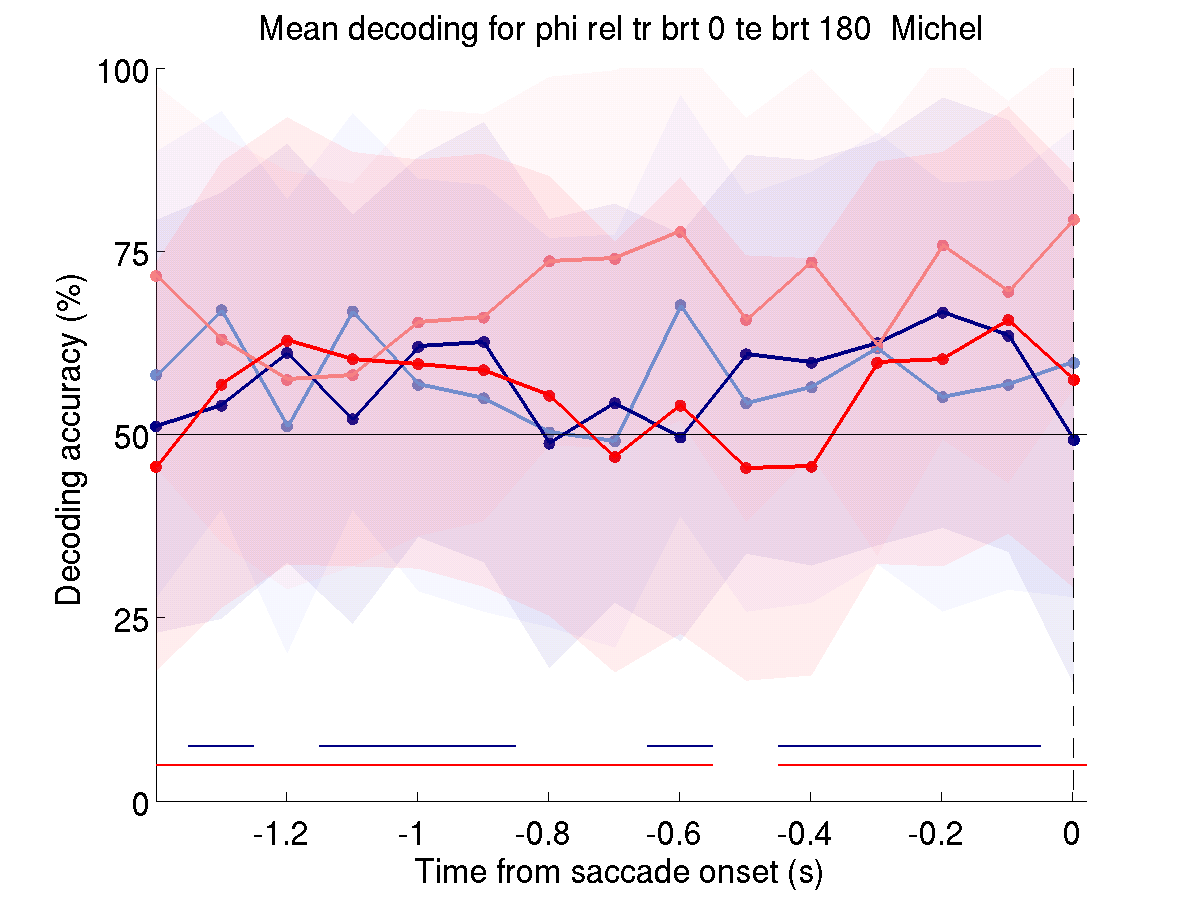 Mean decoding for phi rel tr brt 0 te brt 180  Michel
100
75
50
25
0
Decoding accuracy (%)
-1.2 -1 -0.8 -0.6 -0.4 -0.2 0
Time from saccade onset (s)